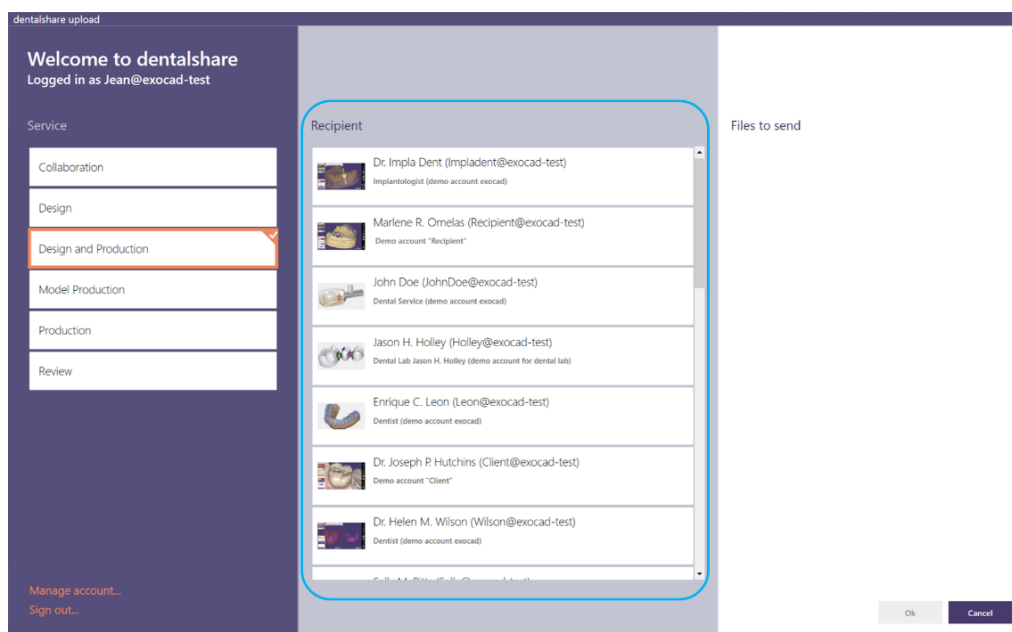 dentalshare upload
Welcome to dentalshare
Logged in as Jean@exocad-test
Service
Collaboration
Design
Design and Production
Model Production
Production
Review
Manage account...
Sign out...
Recipient
Dr. Impla Dent (Impladent@exocad-test)
Implantologist (demo account exocad)
Marlene R. Ornelas (Recipient@exocad-test)
Demo account "Recipient"
John Doe (JohnDoe@exocad-test)
Dental Service (demo account exocad)
Jason H. Holley (Holley@exocad-test)
Dental Lab Jason H. Holley (demo account for dental lab)
Enrique C. Leon (Leon@exocad-test)
Dentist (demo account exocad)
Dr. Joseph P. Hutchins (Client@exocad-test)
Demo account "Client"
Dr. Helen M. Wilson (Wilson@exocad-test)
Dentist (demo account exocad)
Files to send
Ok
Cancel